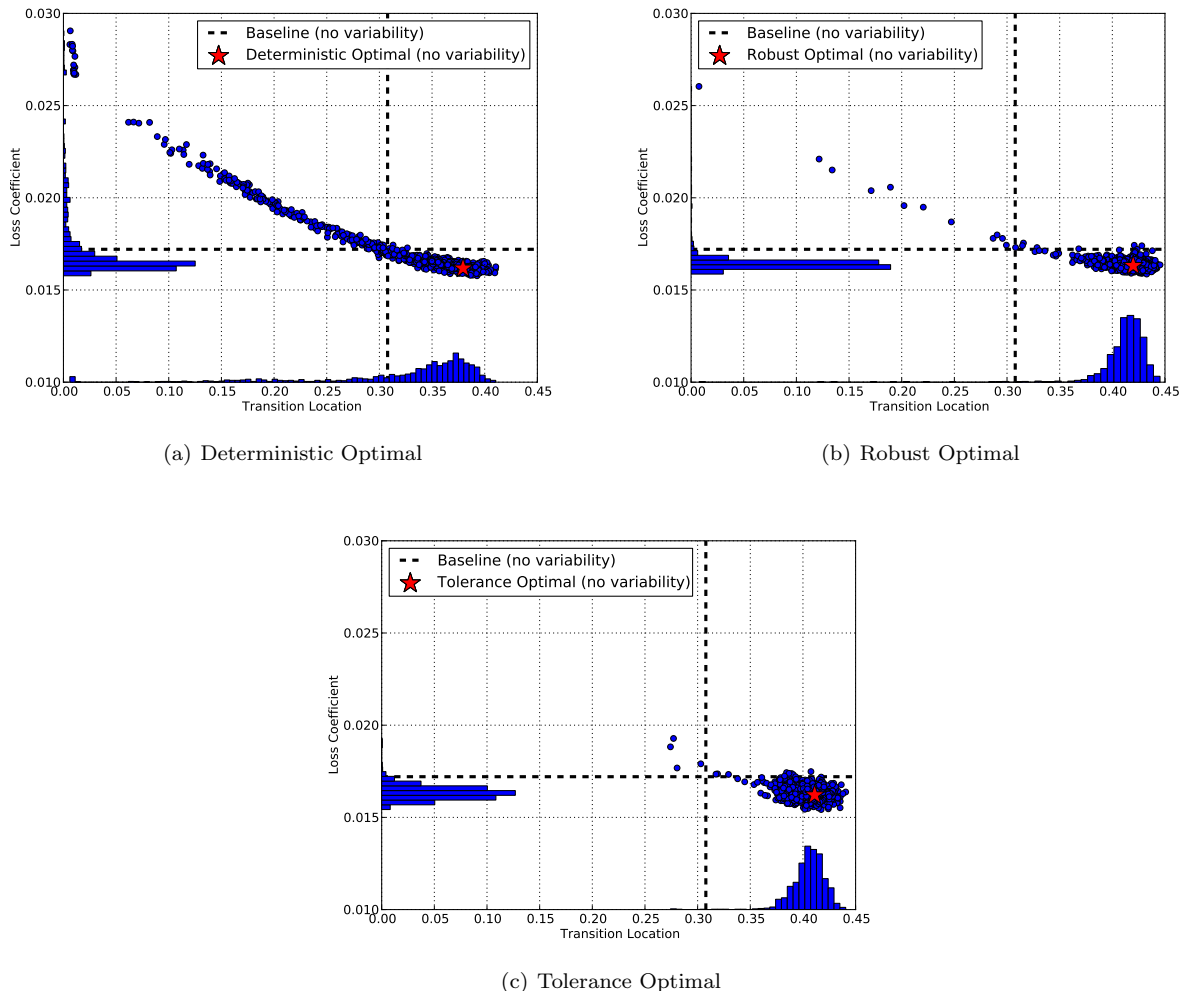 0.030
0.025
0.020
0.015
0.010
Loss Coefficient
Baseline (no variability)
Deterministic Optimal (no variability)
0.00 0.05 0.10 0.15 0.20 0.25 0.30 0.35 0.40 0.45
Transition Location
(a) Deterministic Optimal
0.030
0.025
0.020
0.015
0.010
Loss Coefficient
Baseline (no variability)
Robust Optimal (no variability)
0.00 0.05 0.10 0.15 0.20 0.25 0.30 0.35 0.40 0.45
Transition Location
(b) Robust Optimal
0.030
0.025
0.020
0.015
0.010
Loss Coefficient
Baseline (no variability)
Tolerance Optimal (no variability)
0.00 0.05 0.10 0.15 0.20 0.25 0.30 0.35 0.40 0.45
Transition Location
(c) Tolerance Optimal